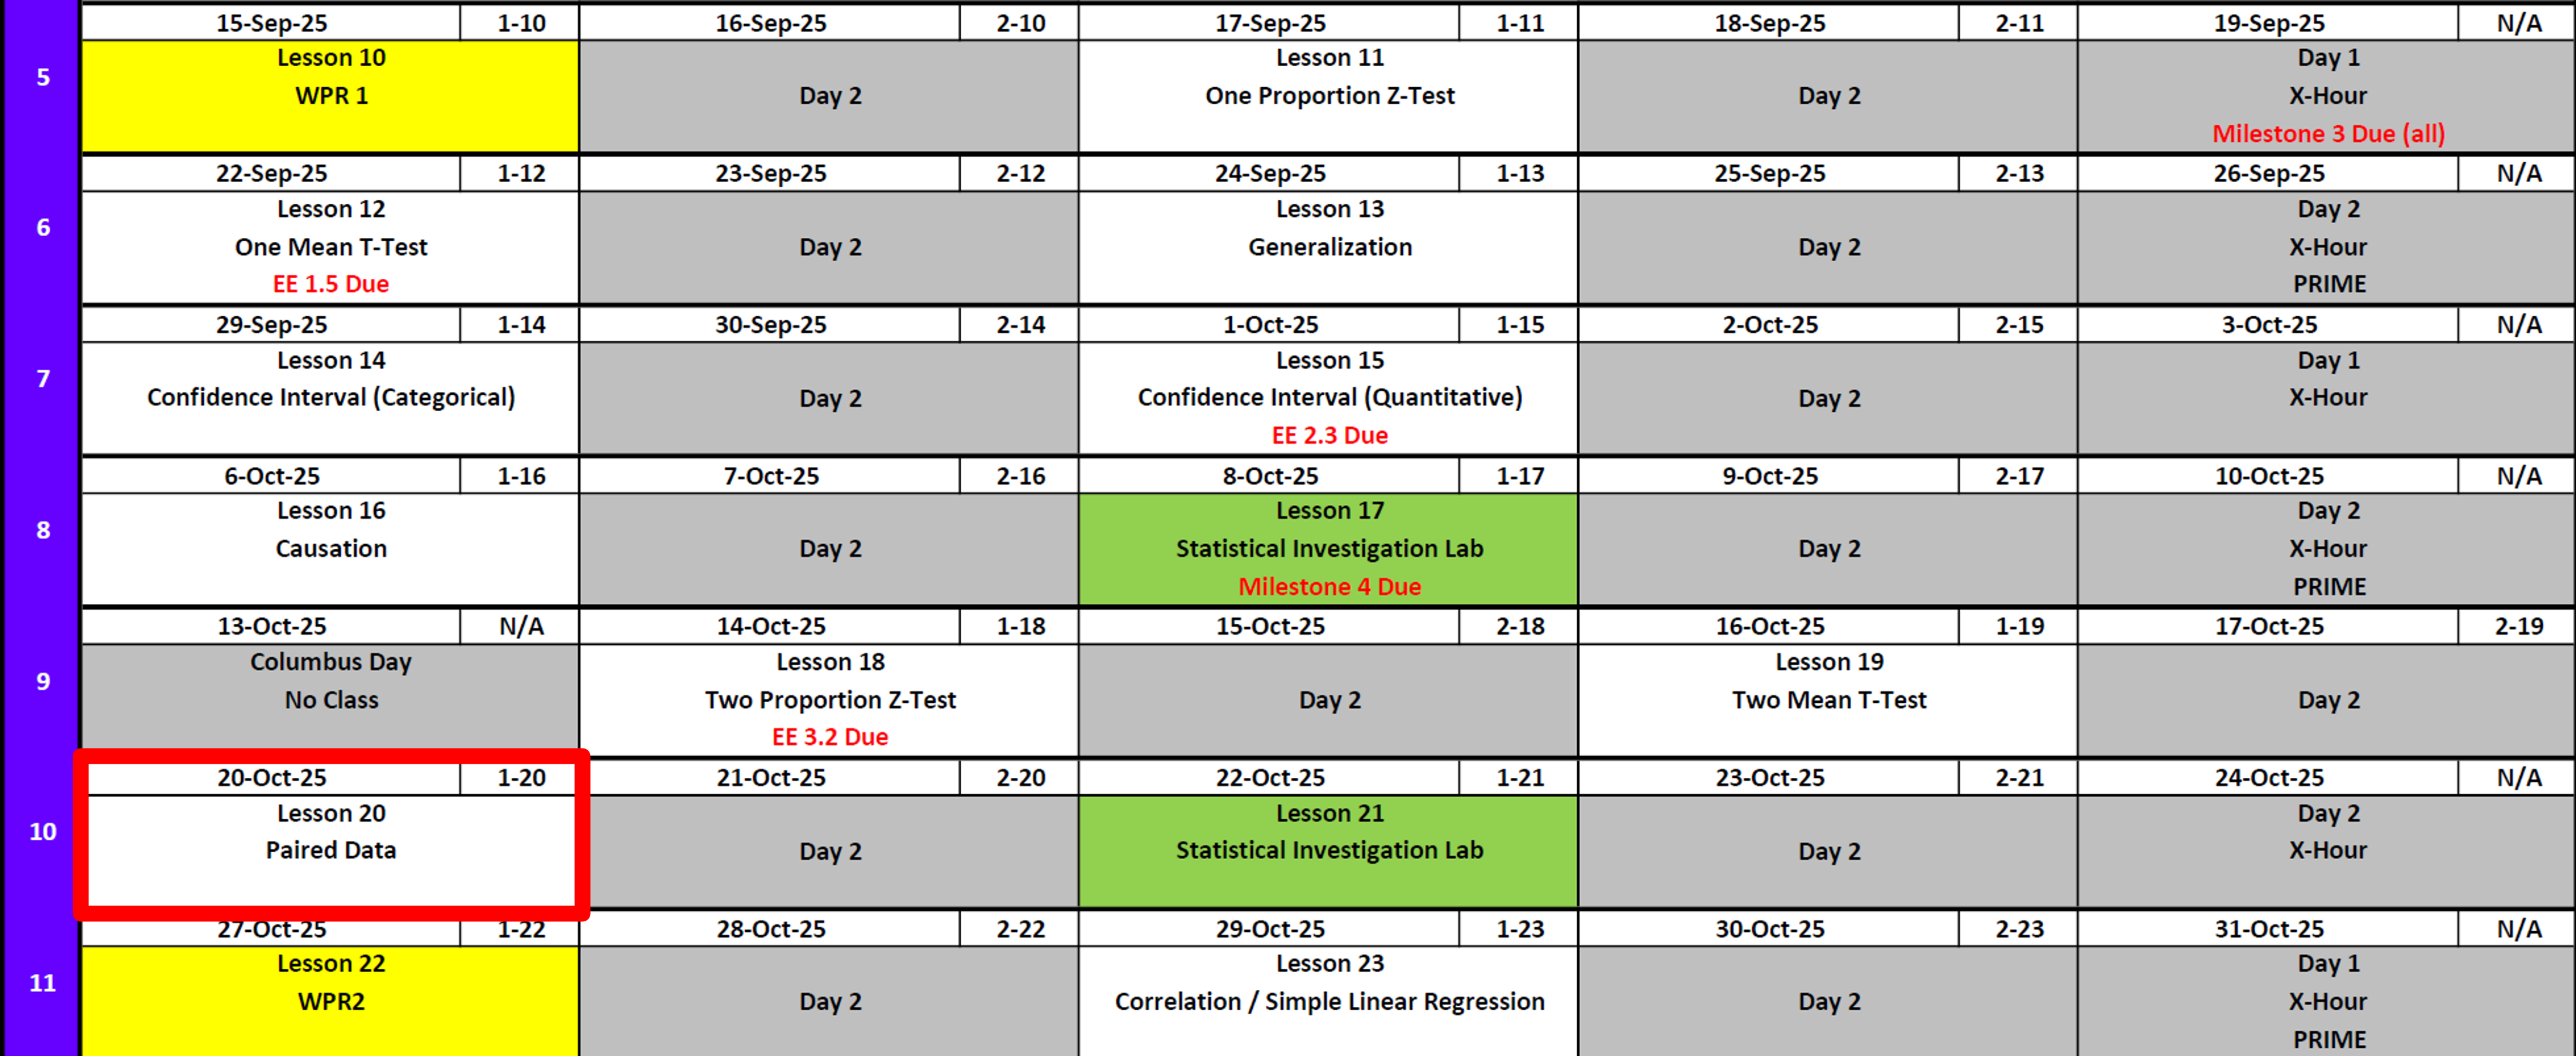 15-Sep-25 1-10 16-Sep-25 2-10 17-Sep-25 1-11 18-Sep-25 2-11 19-Sep-25 N/A
5
Lesson 10
WPR 1
Day 2
Lesson 11
One Proportion Z-Test
Day 2
Day 1
X-Hour
Milestone 3 Due (all)
22-Sep-25 1-12 23-Sep-25 2-12 24-Sep-25 1-13 25-Sep-25 2-13 26-Sep-25 N/A
6
Lesson 12
One Mean T-Test
EE 1.5 Due
Day 2
Lesson 13
Generalization
Day 2
Day 2
X-Hour
PRIME
29-Sep-25 1-14 30-Sep-25 2-14 1-Oct-25 1-15 2-Oct-25 2-15 3-Oct-25 N/A
7
Lesson 14
Confidence Interval (Categorical)
Day 2
Lesson 15
Confidence Interval (Quantitative)
EE 2.3 Due
Day 2
Day 1
X-Hour
6-Oct-25 1-16 7-Oct-25 2-16 8-Oct-25 1-17 9-Oct-25 2-17 10-Oct-25 N/A
8
Lesson 16
Causation
Day 2
Lesson 17
Statistical Investigation Lab
Milestone 4 Due
Day 2
Day 2
X-Hour
PRIME
13-Oct-25 N/A 14-Oct-25 1-18 15-Oct-25 2-18 16-Oct-25 1-19 17-Oct-25 2-19
9
Columbus Day
No Class
Lesson 18
Two Proportion Z-Test
EE 3.2 Due
Day 2
Lesson 19
Two Mean T-Test
Day 2
20-Oct-25 1-20 21-Oct-25 2-20 22-Oct-25 1-21 23-Oct-25 2-21 24-Oct-25 N/A
10
Lesson 20
Paired Data
Day 2
Lesson 21
Statistical Investigation Lab
Day 2
Day 2
X-Hour
27-Oct-25 1-22 28-Oct-25 2-22 29-Oct-25 1-23 30-Oct-25 2-23 31-Oct-25 N/A
11
Lesson 22
WPR2
Day 2
Lesson 23
Correlation / Simple Linear Regression
Day 2
Day 1
X-Hour
PRIME